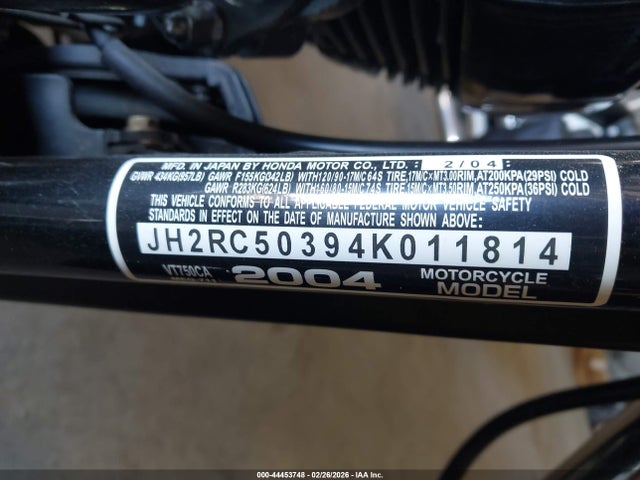 MFD. IN JAPAN BY HONDA MOTOR CO., LTD. : 2/04 :
GVWR 434KG(957LB) GAWR F155KG(342LB) WITH120/90-17M/C 64S TIRE,17M/C×MT3.00RIM,AT200KPA(29PSI) COLD
GAWR R283KG(624LB) WITH160/80-15M/C 74S TIRE,15M/C×MT3.50RIM,AT250KPA(36PSI) COLD
THIS VEHICLE CONFORMS TO ALL APPLICABLE FEDERAL MOTOR VEHICLE SAFETY
STANDARDS IN EFFECT ON THE DATE OF MANUFACTURE SHOWN ABOVE.
JH2RC50394K011814
VT750CA 2004 MOTORCYCLE
MODEL
000-44453748 - 02/26/2026 - IAA Inc.